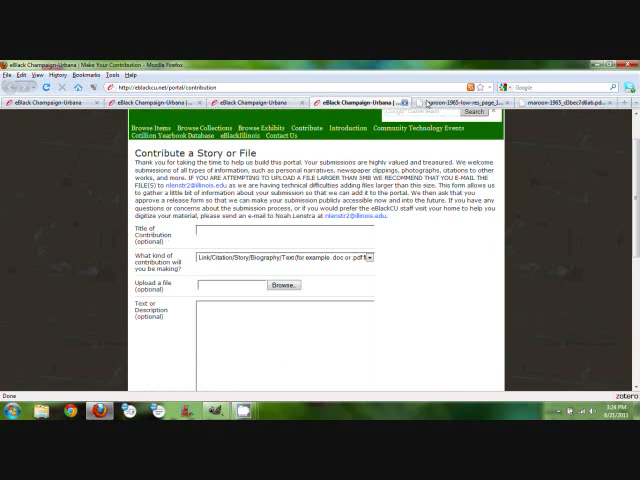 eBlack Champaign-Urbana | Make Your Contribution - Mozilla Firefox
File Edit View History Bookmarks Tools Help
http://eblackcu.net/portal/contribution
Google
eBlack Champaign-Urbana
eBlack Champaign-Urbana |
eBlack Champaign-Urbana
eBlack Champaign-Urbana | ...
maroon-1965-low-res_page_1...
maroon-1965_d3bec7d6ab.pd...
Search
Browse Items Browse Collections Browse Exhibits Contribute Introduction Community Technology Events
Cotillion Yearbook Database eBlackIllinois Contact Us
Contribute a Story or File
Thank you for taking the time to help us build this portal. Your submissions are highly valued and treasured. We welcome
submissions of all types of information, such as personal narratives, newspaper clippings, photographs, citations to other
works, and more. IF YOU ARE ATTEMPTING TO UPLOAD A FILE LARGER THAN 5MB WE RECOMMEND THAT YOU E-MAIL THE
FILE(S) to nlenstr2@illinois.edu as we are having technical difficulties adding files larger than this size. This form allows us
to gather a little bit of information about your submission so that we can add it to the portal. We then ask that you
approve a release form so that we can make your submission publicly accessible now and into the future. If you have any
questions or concerns about the submission process, or if you would prefer the eBlackCU staff visit your home to help you
digitize your material, please send an e-mail to Noah Lenstra at nlenstr2@illinois.edu.
Title of
Contribution
(optional)
What kind of
contribution will
you be making?
Link/Citation/Story/Biography/Text (for example .doc or .pdf f
Upload a file
(optional)
Browse...
Text or
Description
(optional)
Done
zotero
3:24 PM
6/21/2011